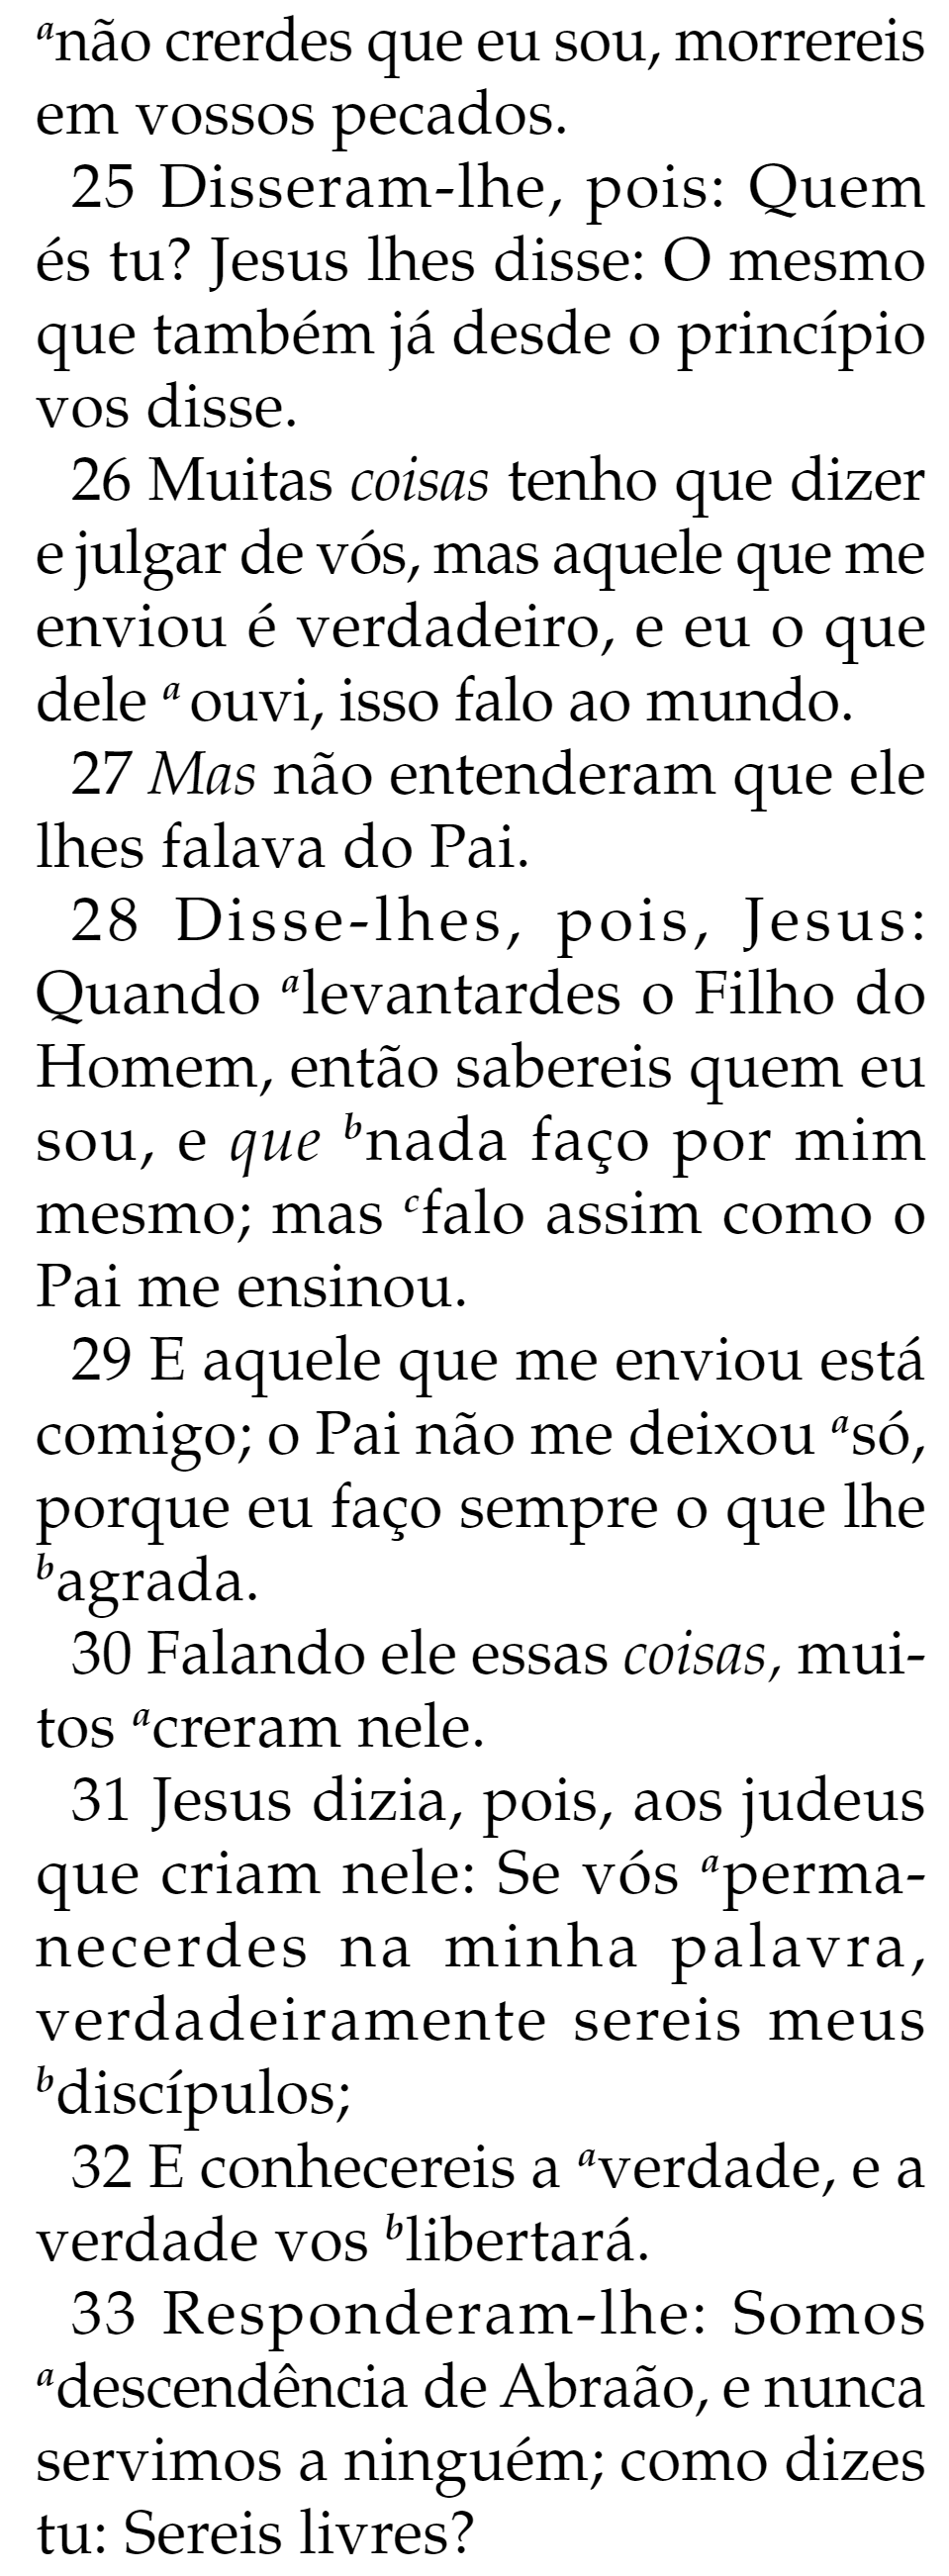 ᵃnão crerdes que eu sou, morrereis
em vossos pecados.
25 Disseram-lhe, pois: Quem
és tu? Jesus lhes disse: O mesmo
que também já desde o princípio
vos disse.
26 Muitas coisas tenho que dizer
e julgar de vós, mas aquele que me
enviou é verdadeiro, e eu o que
dele ᵃ ouvi, isso falo ao mundo.
27 Mas não entenderam que ele
lhes falava do Pai.
28 Disse-lhes, pois, Jesus:
Quando ᵃlevantardes o Filho do
Homem, então sabereis quem eu
sou, e que ᵇnada faço por mim
mesmo; mas ᶜfalo assim como o
Pai me ensinou.
29 E aquele que me enviou está
comigo; o Pai não me deixou ᵃsó,
porque eu faço sempre o que lhe
ᵇagrada.
30 Falando ele essas coisas, mui-
tos ᵃcreram nele.
31 Jesus dizia, pois, aos judeus
que criam nele: Se vós ᵃperma-
necerdes na minha palavra,
verdadeiramente sereis meus
ᵇdiscípulos;
32 E conhecereis a ᵃverdade, e a
verdade vos ᵇlibertará.
33 Responderam-lhe: Somos
ᵃdescendência de Abraão, e nunca
servimos a ninguém; como dizes
tu: Sereis livres?